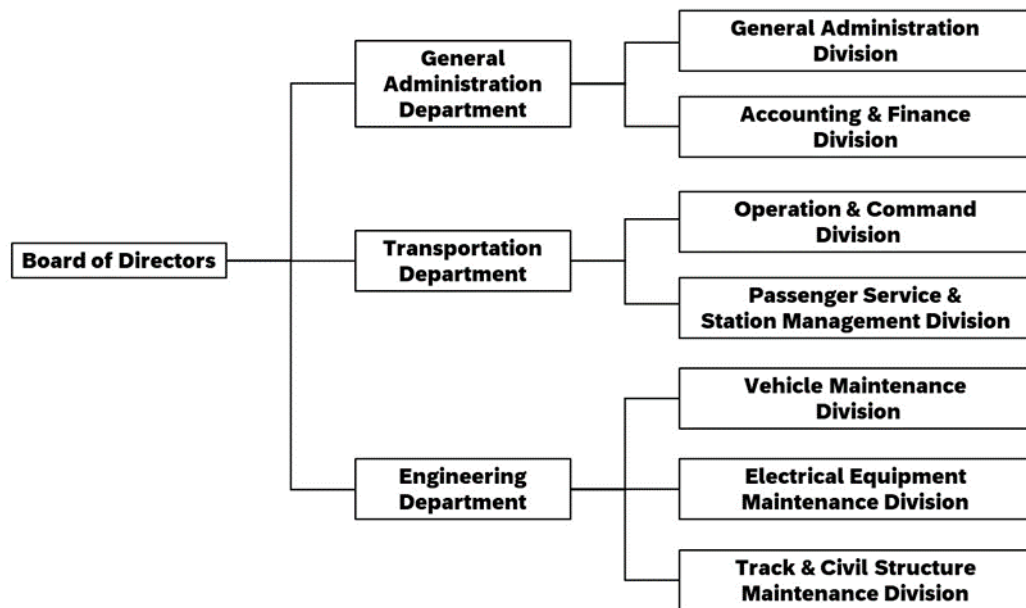 Board of Directors
General
Administration
Department
General Administration
Division
Accounting & Finance
Division
Transportation
Department
Operation & Command
Division
Passenger Service &
Station Management Division
Engineering
Department
Vehicle Maintenance
Division
Electrical Equipment
Maintenance Division
Track & Civil Structure
Maintenance Division